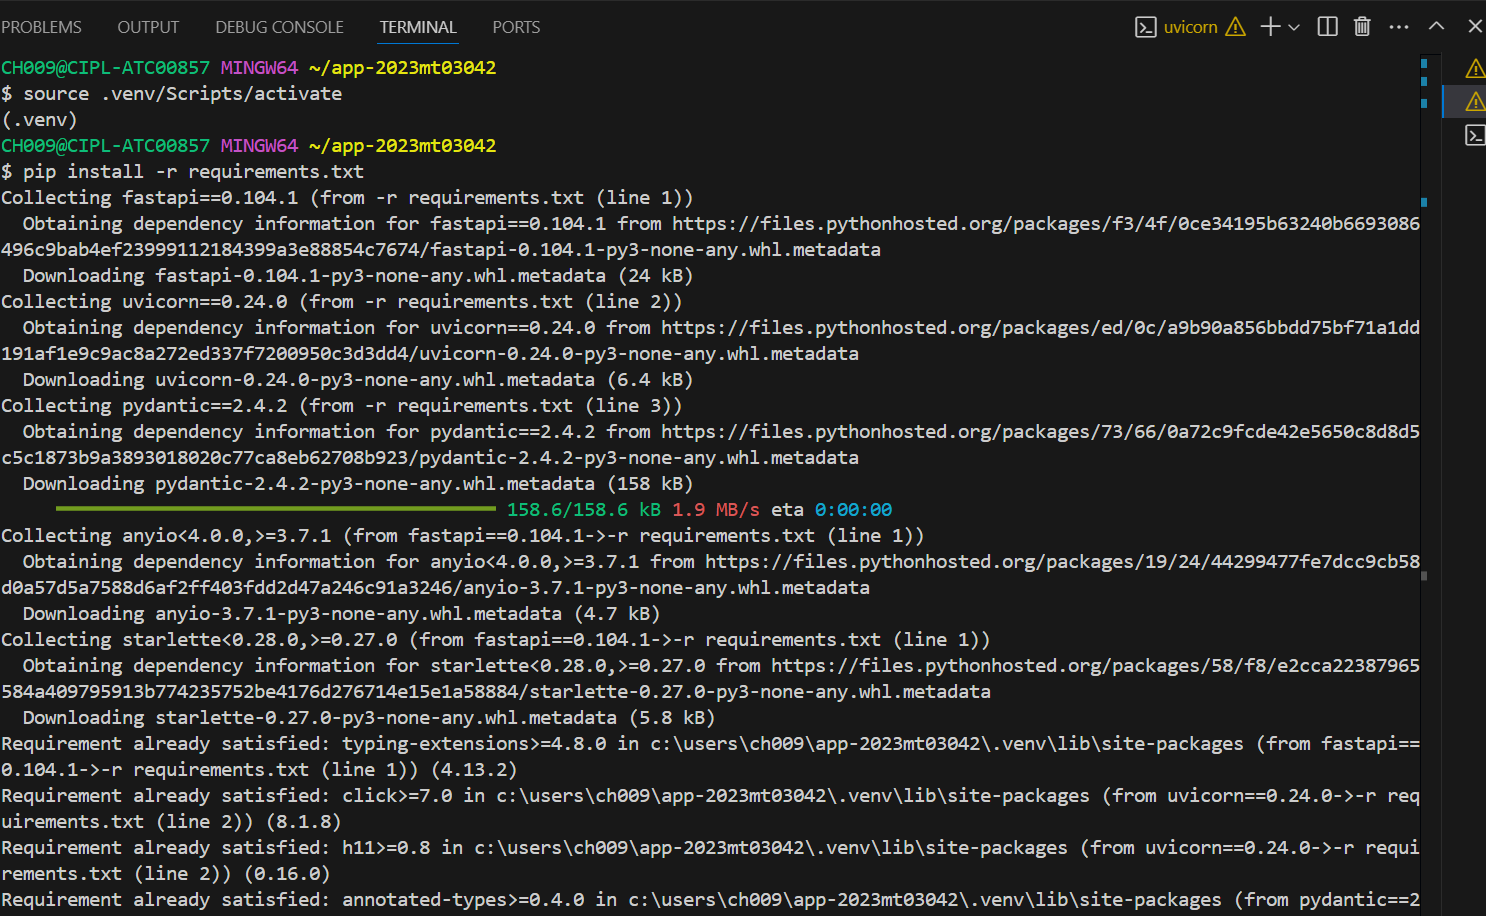 PROBLEMS OUTPUT DEBUG CONSOLE TERMINAL PORTS uvicorn
CH009@CIPL-ATC00857 MINGW64 ~/app-2023mt03042
$ source .venv/Scripts/activate
(.venv)
CH009@CIPL-ATC00857 MINGW64 ~/app-2023mt03042
$ pip install -r requirements.txt
Collecting fastapi==0.104.1 (from -r requirements.txt (line 1))
Obtaining dependency information for fastapi==0.104.1 from https://files.pythonhosted.org/packages/f3/4f/0ce34195b63240b6693086
496c9bab4ef23999112184399a3e88854c7674/fastapi-0.104.1-py3-none-any.whl.metadata
Downloading fastapi-0.104.1-py3-none-any.whl.metadata (24 kB)
Collecting uvicorn==0.24.0 (from -r requirements.txt (line 2))
Obtaining dependency information for uvicorn==0.24.0 from https://files.pythonhosted.org/packages/ed/0c/a9b90a856bbdd75bf71a1dd
191af1e9c9ac8a272ed337f7200950c3d3dd4/uvicorn-0.24.0-py3-none-any.whl.metadata
Downloading uvicorn-0.24.0-py3-none-any.whl.metadata (6.4 kB)
Collecting pydantic==2.4.2 (from -r requirements.txt (line 3))
Obtaining dependency information for pydantic==2.4.2 from https://files.pythonhosted.org/packages/73/66/0a72c9fcde42e5650c8d8d5
c5c1873b9a3893018020c77ca8eb62708b923/pydantic-2.4.2-py3-none-any.whl.metadata
Downloading pydantic-2.4.2-py3-none-any.whl.metadata (158 kB)
158.6/158.6 kB 1.9 MB/s eta 0:00:00
Collecting anyio<4.0.0,>=3.7.1 (from fastapi==0.104.1->-r requirements.txt (line 1))
Obtaining dependency information for anyio<4.0.0,>=3.7.1 from https://files.pythonhosted.org/packages/19/24/44299477fe7dcc9cb58
d0a57d5a7588d6af2ff403fdd2d47a246c91a3246/anyio-3.7.1-py3-none-any.whl.metadata
Downloading anyio-3.7.1-py3-none-any.whl.metadata (4.7 kB)
Collecting starlette<0.28.0,>=0.27.0 (from fastapi==0.104.1->-r requirements.txt (line 1))
Obtaining dependency information for starlette<0.28.0,>=0.27.0 from https://files.pythonhosted.org/packages/58/f8/e2cca22387965
584a409795913b774235752be4176d276714e15e1a58884/starlette-0.27.0-py3-none-any.whl.metadata
Downloading starlette-0.27.0-py3-none-any.whl.metadata (5.8 kB)
Requirement already satisfied: typing-extensions>=4.8.0 in c:\users\ch009\app-2023mt03042\.venv\lib\site-packages (from fastapi==
0.104.1->-r requirements.txt (line 1)) (4.13.2)
Requirement already satisfied: click>=7.0 in c:\users\ch009\app-2023mt03042\.venv\lib\site-packages (from uvicorn==0.24.0->-r req
uirements.txt (line 2)) (8.1.8)
Requirement already satisfied: h11>=0.8 in c:\users\ch009\app-2023mt03042\.venv\lib\site-packages (from uvicorn==0.24.0->-r requi
rements.txt (line 2)) (0.16.0)
Requirement already satisfied: annotated-types>=0.4.0 in c:\users\ch009\app-2023mt03042\.venv\lib\site-packages (from pydantic==2